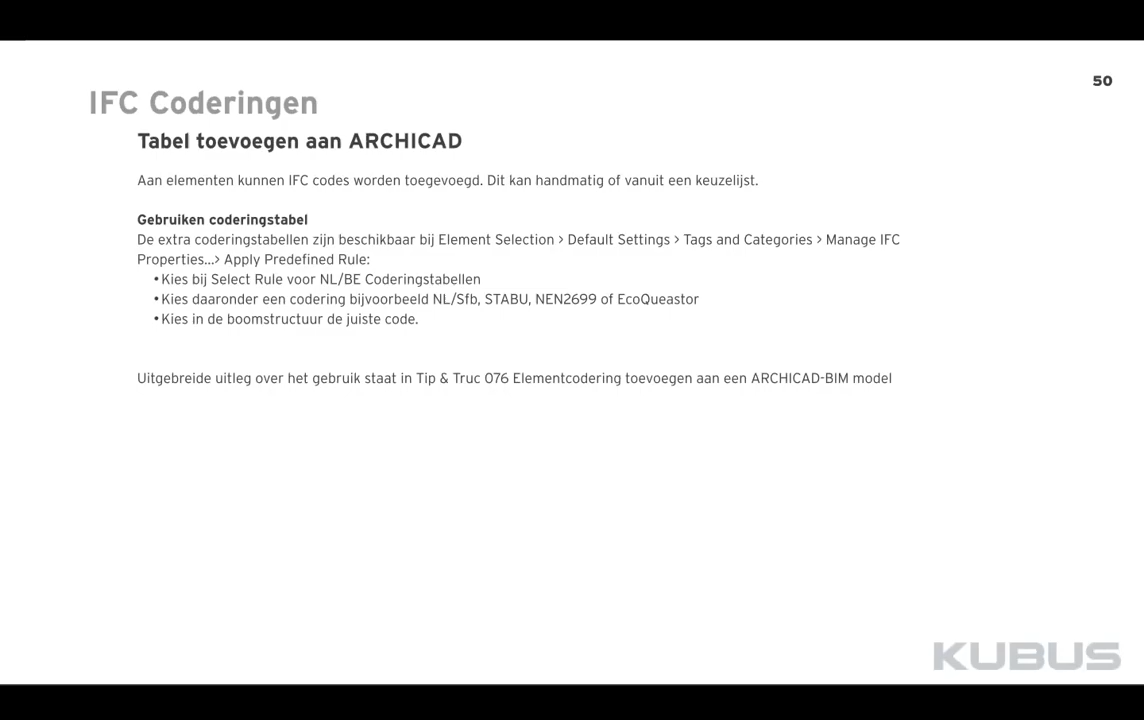 50
IFC Coderingen
Tabel toevoegen aan ARCHICAD
Aan elementen kunnen IFC codes worden toegevoegd. Dit kan handmatig of vanuit een keuzelijst.
Gebruiken coderingstabel
De extra coderingstabellen zijn beschikbaar bij Element Selection > Default Settings > Tags and Categories > Manage IFC
Properties...> Apply Predefined Rule:
•Kies bij Select Rule voor NL/BE Coderingstabellen
•Kies daaronder een codering bijvoorbeeld NL/Sfb, STABU, NEN2699 of EcoQueastor
•Kies in de boomstructuur de juiste code.
Uitgebreide uitleg over het gebruik staat in Tip & Truc 076 Elementcodering toevoegen aan een ARCHICAD-BIM model
KUBUS